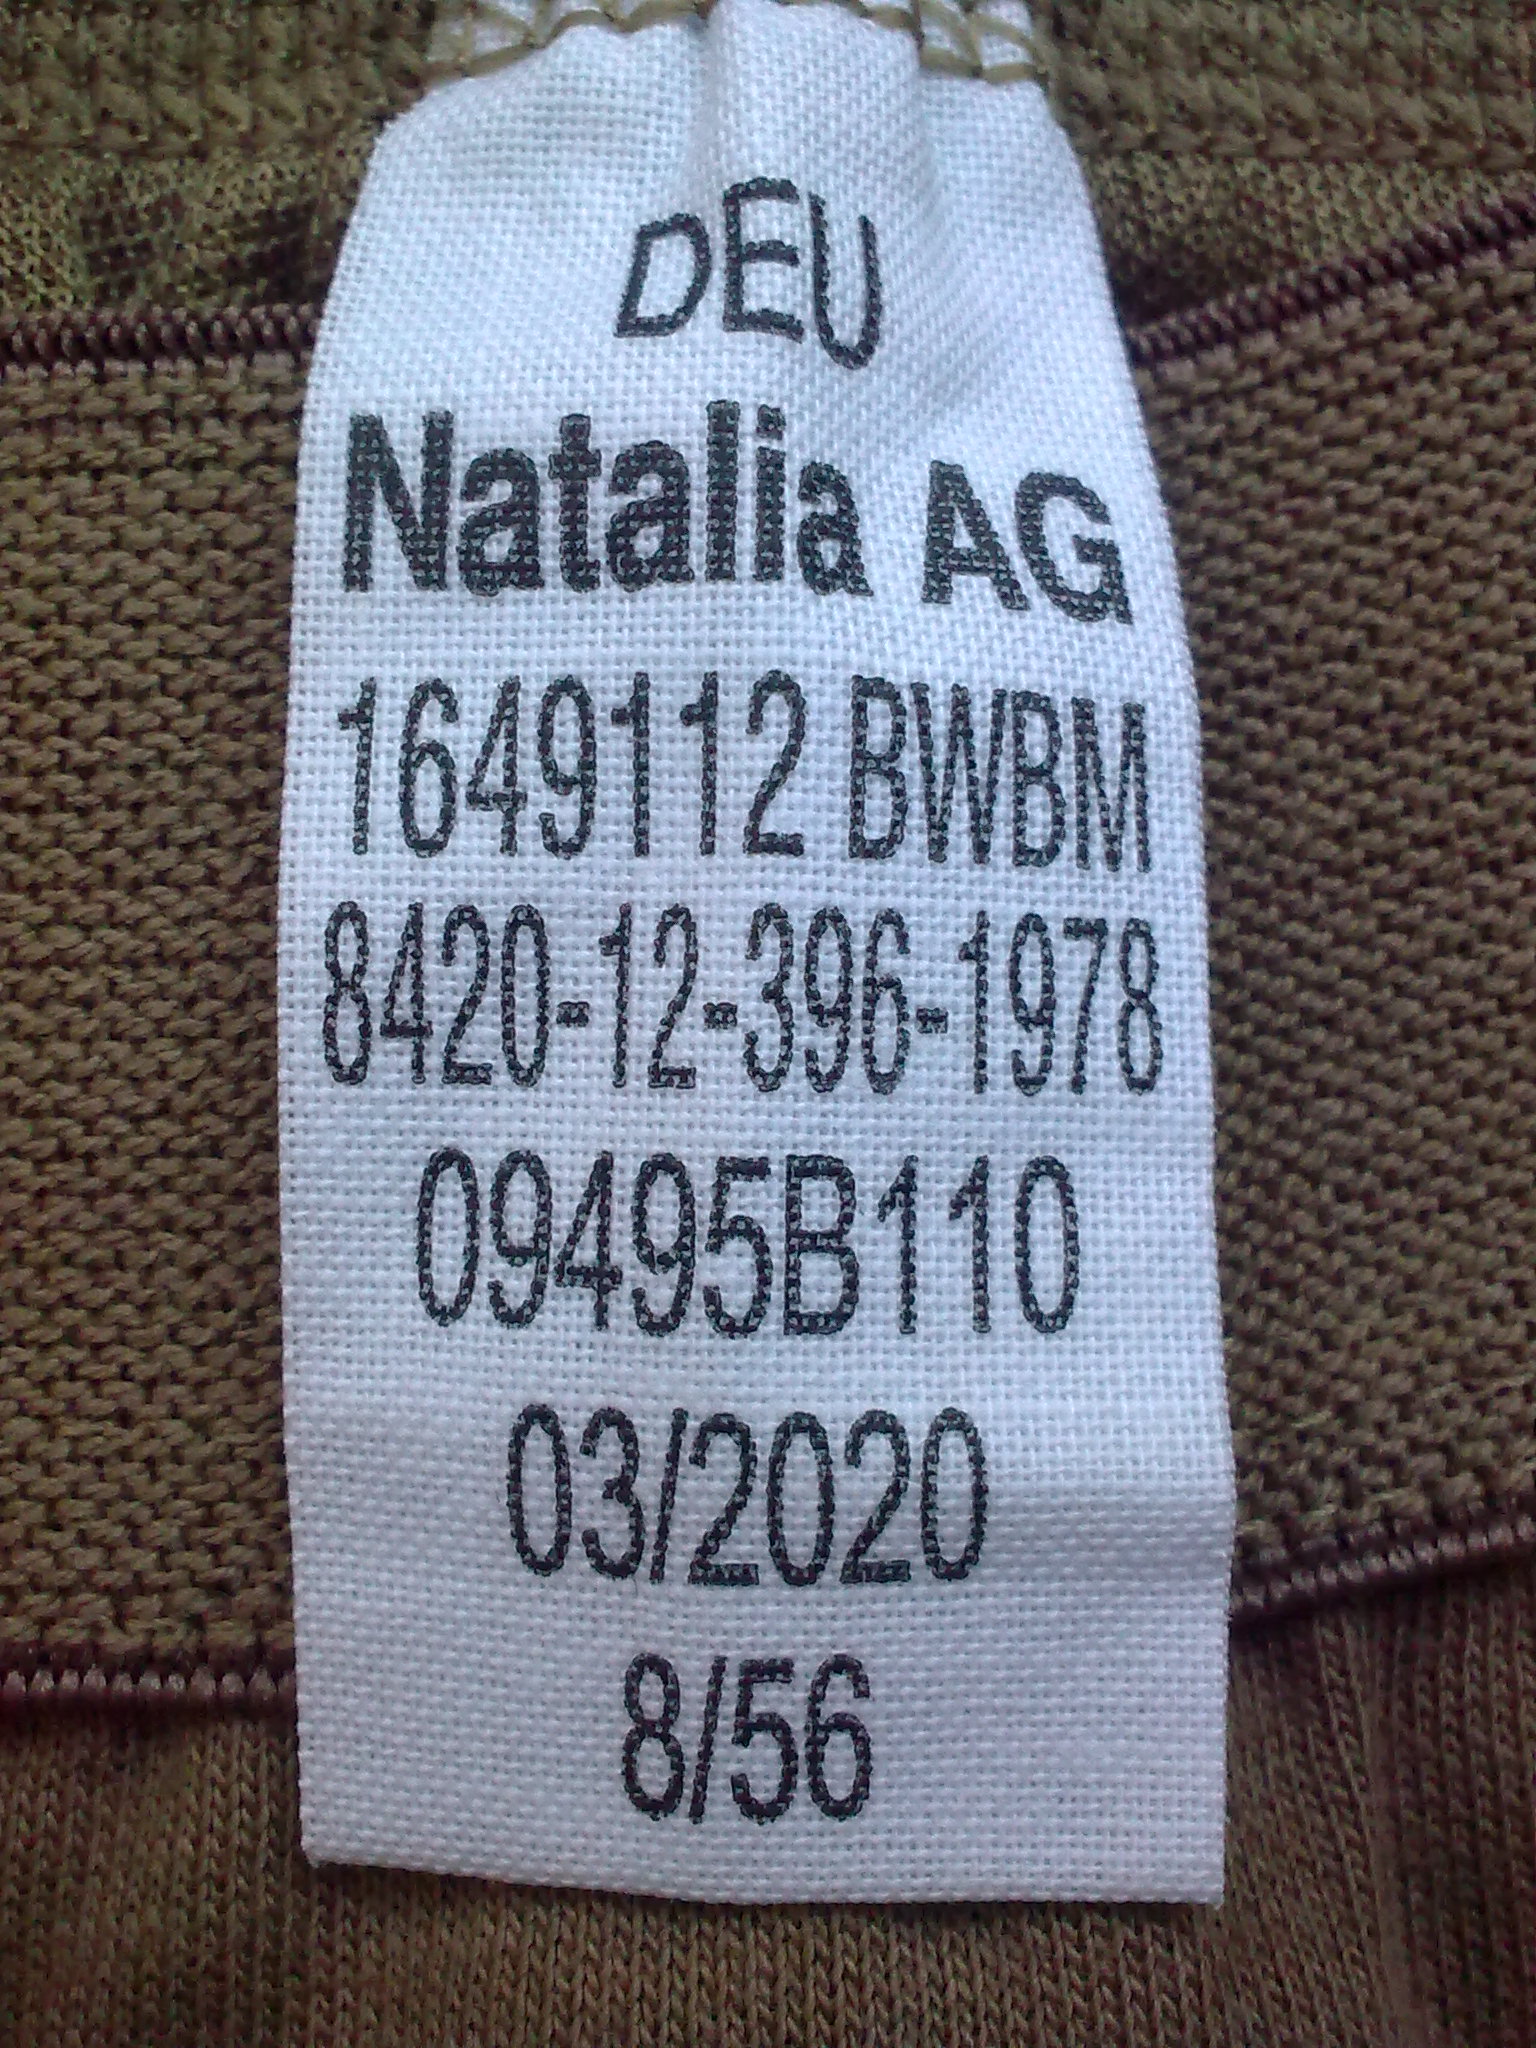 DEU
Natalia AG
1649112 BWBM
8420-12-396-1978
09495B110
03/2020
8/56